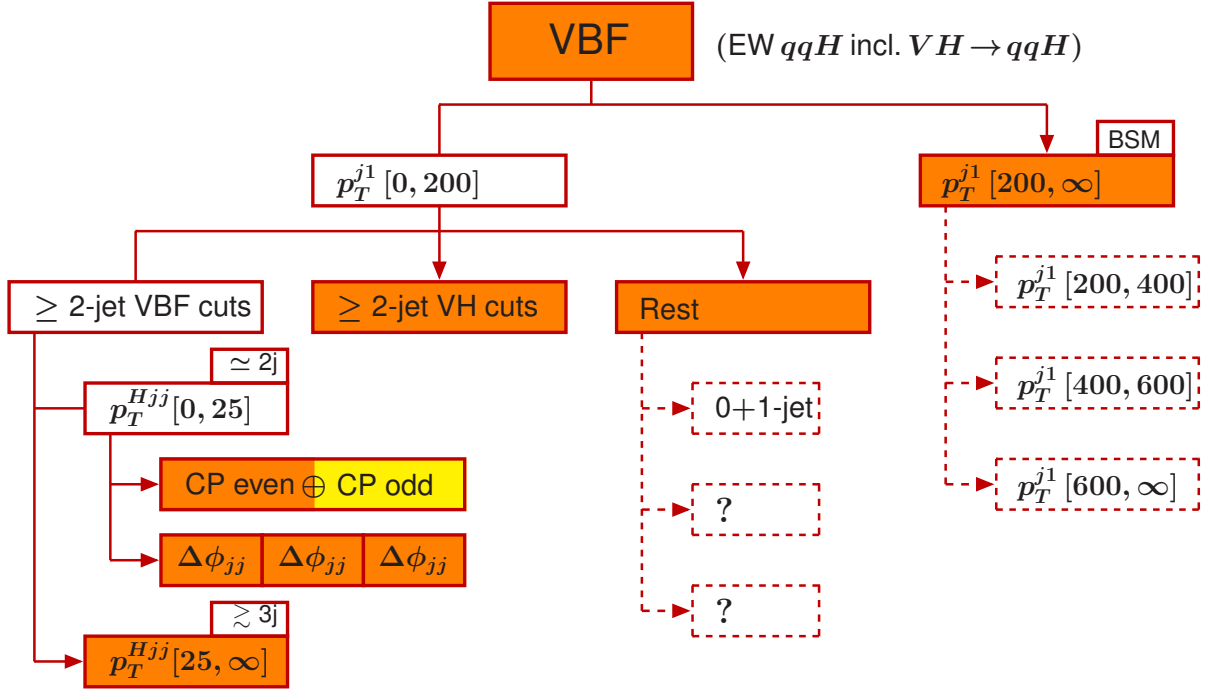 VBF (EW qqH incl. VH → qqH)
BSM
p_T^{j1} [0, 200]
p_T^{j1} [200, ∞]
≥ 2-jet VBF cuts
≥ 2-jet VH cuts
Rest
p_T^{j1} [200, 400]
≃ 2j
p_T^{Hjj} [0, 25]
0+1-jet
p_T^{j1} [400, 600]
CP even ⊕ CP odd
?
p_T^{j1} [600, ∞]
Δϕ_{jj} Δϕ_{jj} Δϕ_{jj}
≳ 3j
?
p_T^{Hjj} [25, ∞]